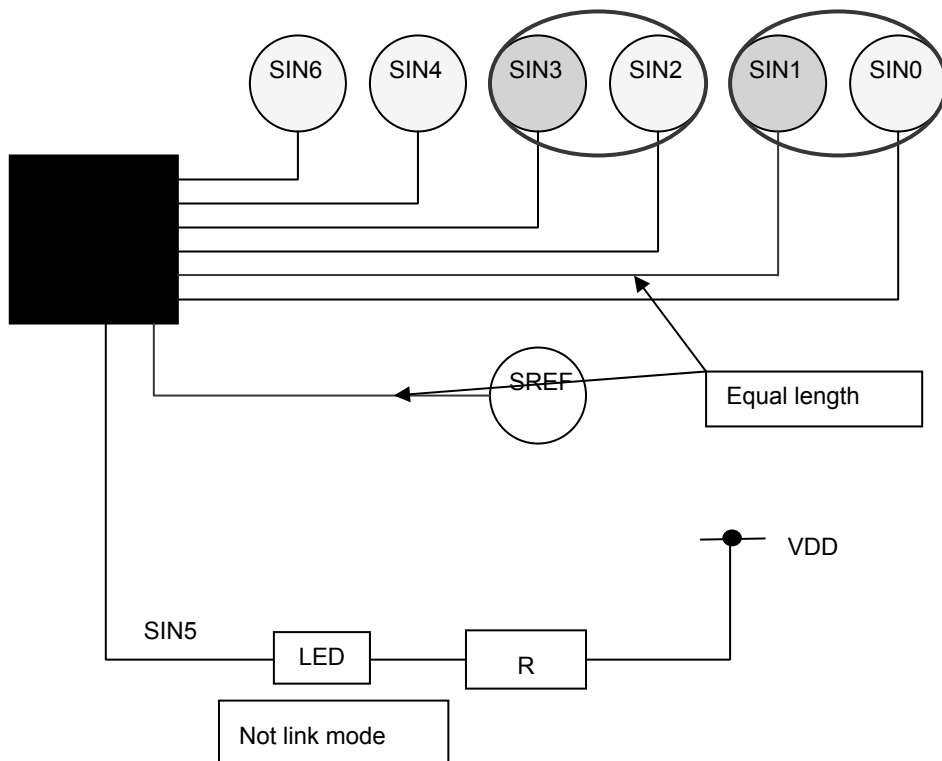 SIN6
SIN4
SIN3
SIN2
SIN1
SIN0
SREF
Equal length
VDD
SIN5
LED
R
Not link mode